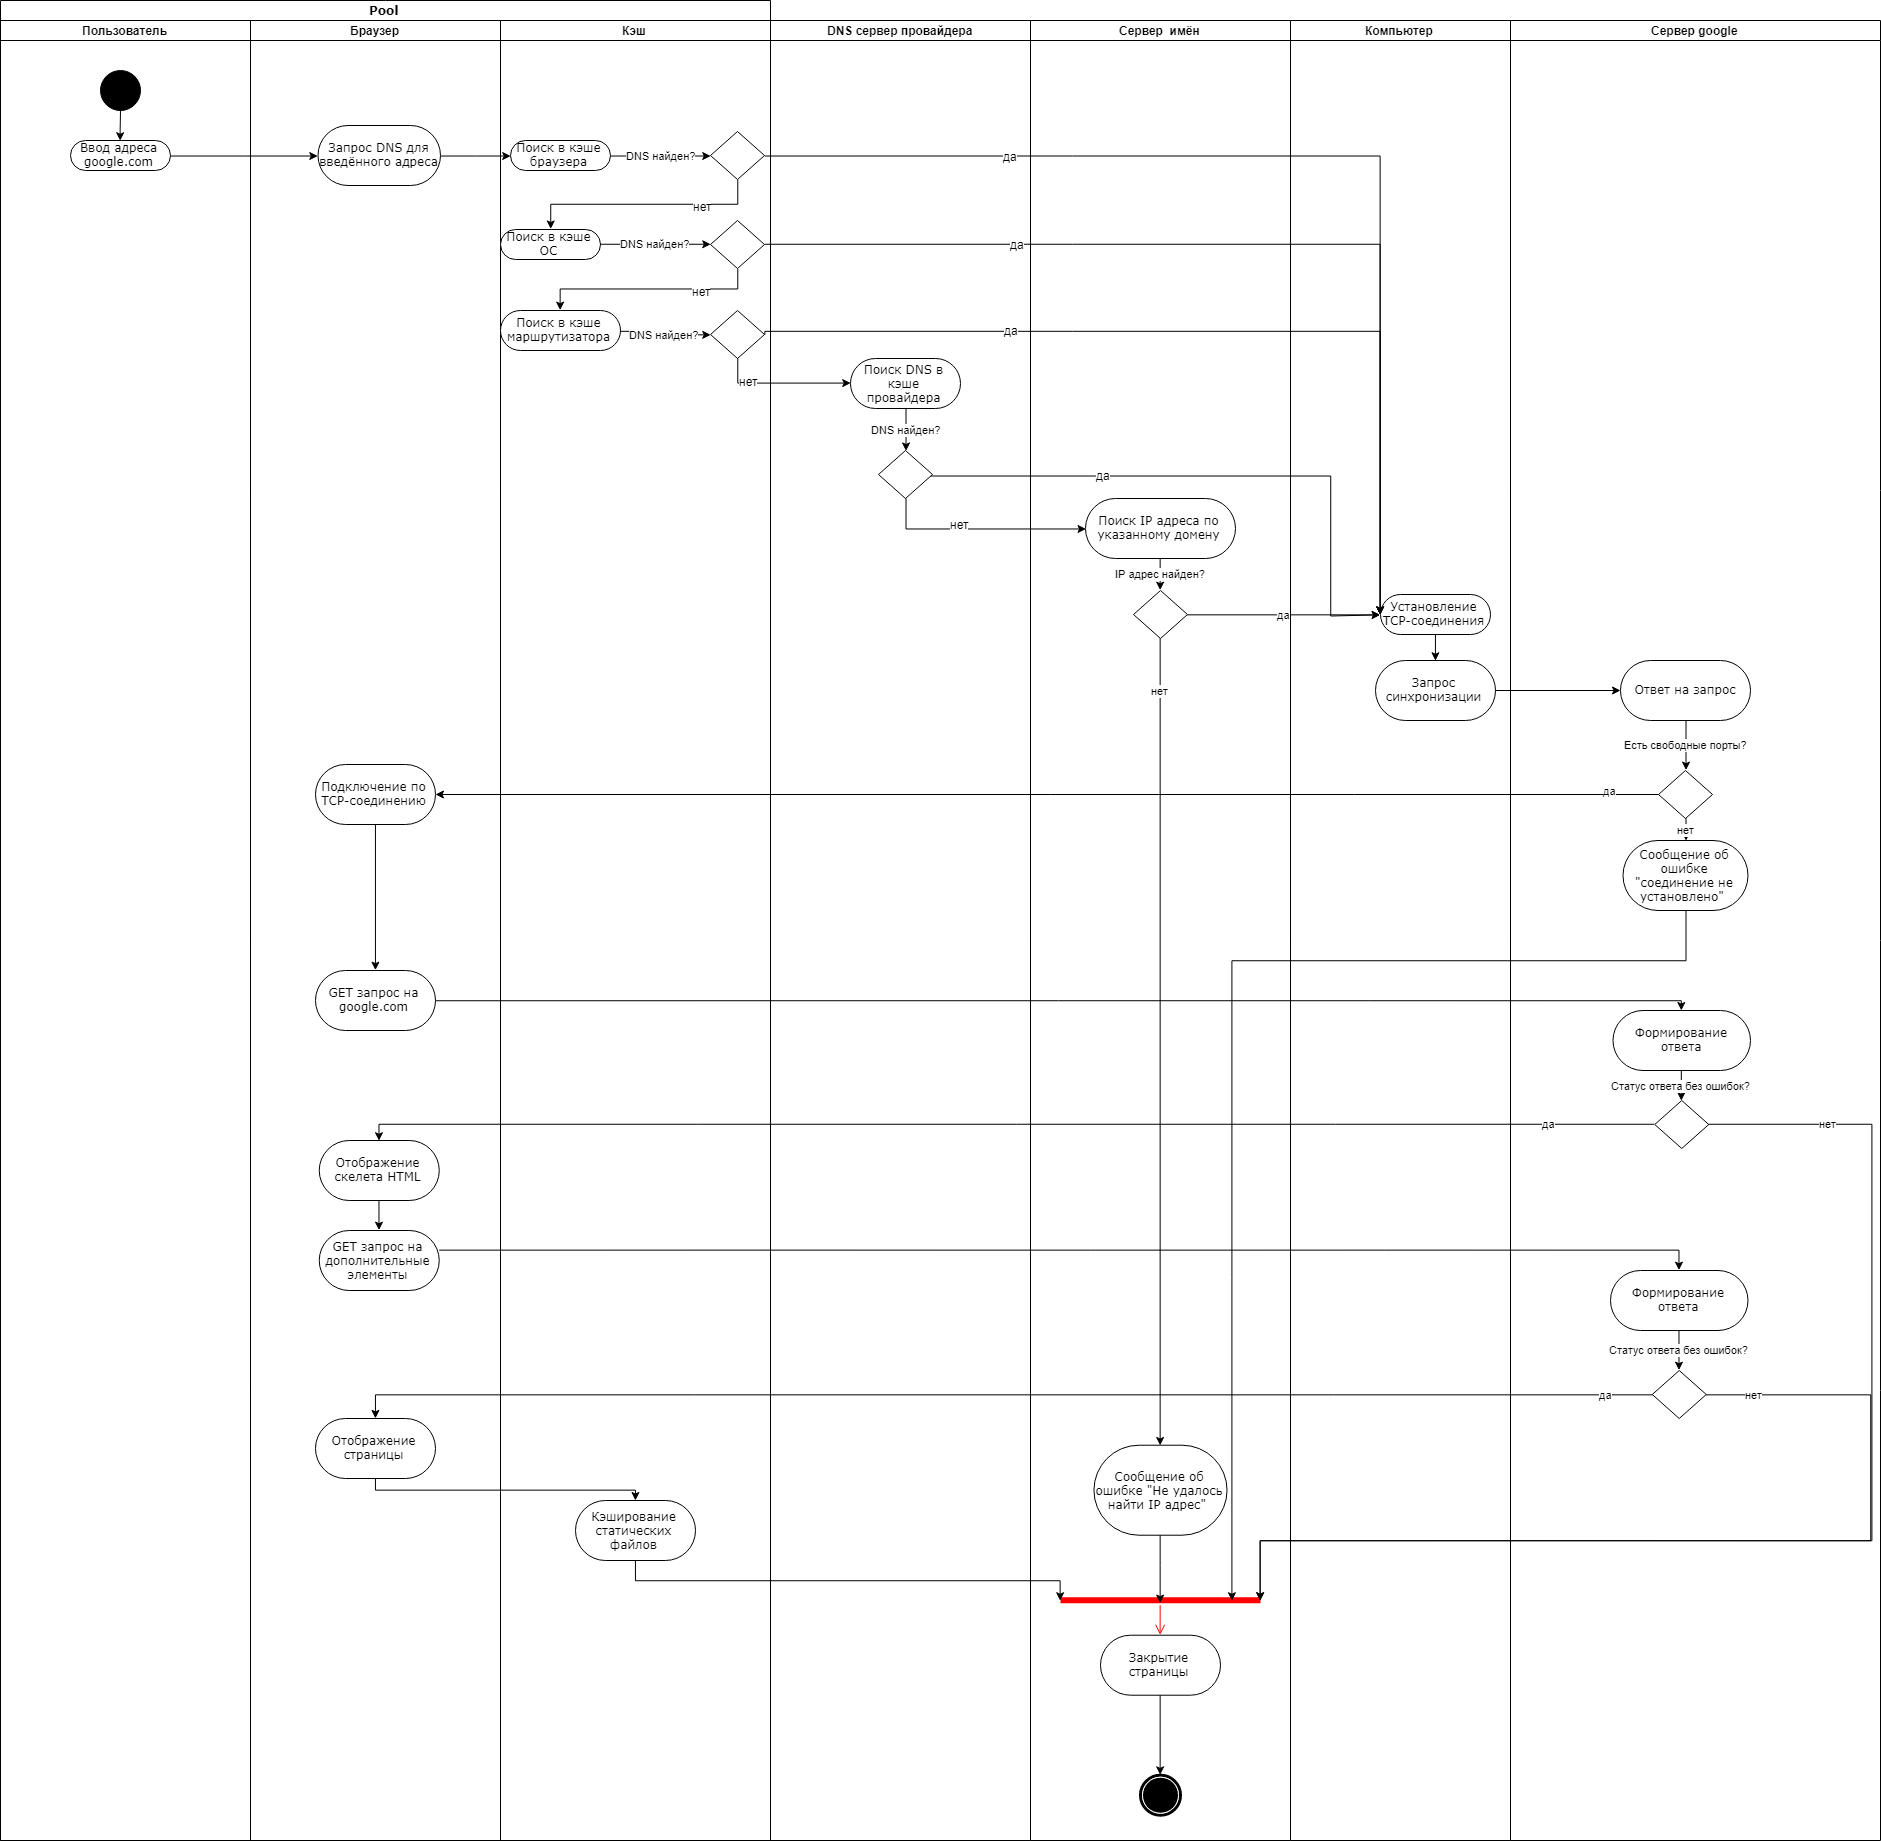 Pool
Пользователь
Браузер
Кэш
DNS сервер провайдера
Сервер имён
Компьютер
Сервер google
Ввод адреса
google.com
Запрос DNS для
введённого адреса
Поиск в кэше
браузера
DNS найден?
да
нет
Поиск в кэше
ОС
DNS найден?
да
нет
Поиск в кэше
маршрутизатора
DNS найден?
да
нет
Поиск DNS в
кэше
провайдера
DNS найден?
да
нет
Поиск IP адреса по
указанному домену
IP адрес найден?
да
нет
Установление
TCP-соединения
Запрос
синхронизации
Ответ на запрос
Есть свободные порты?
да
нет
Подключение по
TCP-соединению
Сообщение об
ошибке
"соединение не
установлено"
GET запрос на
google.com
Формирование
ответа
Статус ответа без ошибок?
да
нет
Отображение
скелета HTML
GET запрос на
дополнительные
элементы
Формирование
ответа
Статус ответа без ошибок?
да
нет
Отображение
страницы
Кэширование
статических
файлов
Сообщение об
ошибке "Не удалось
найти IP адрес"
Закрытие
страницы